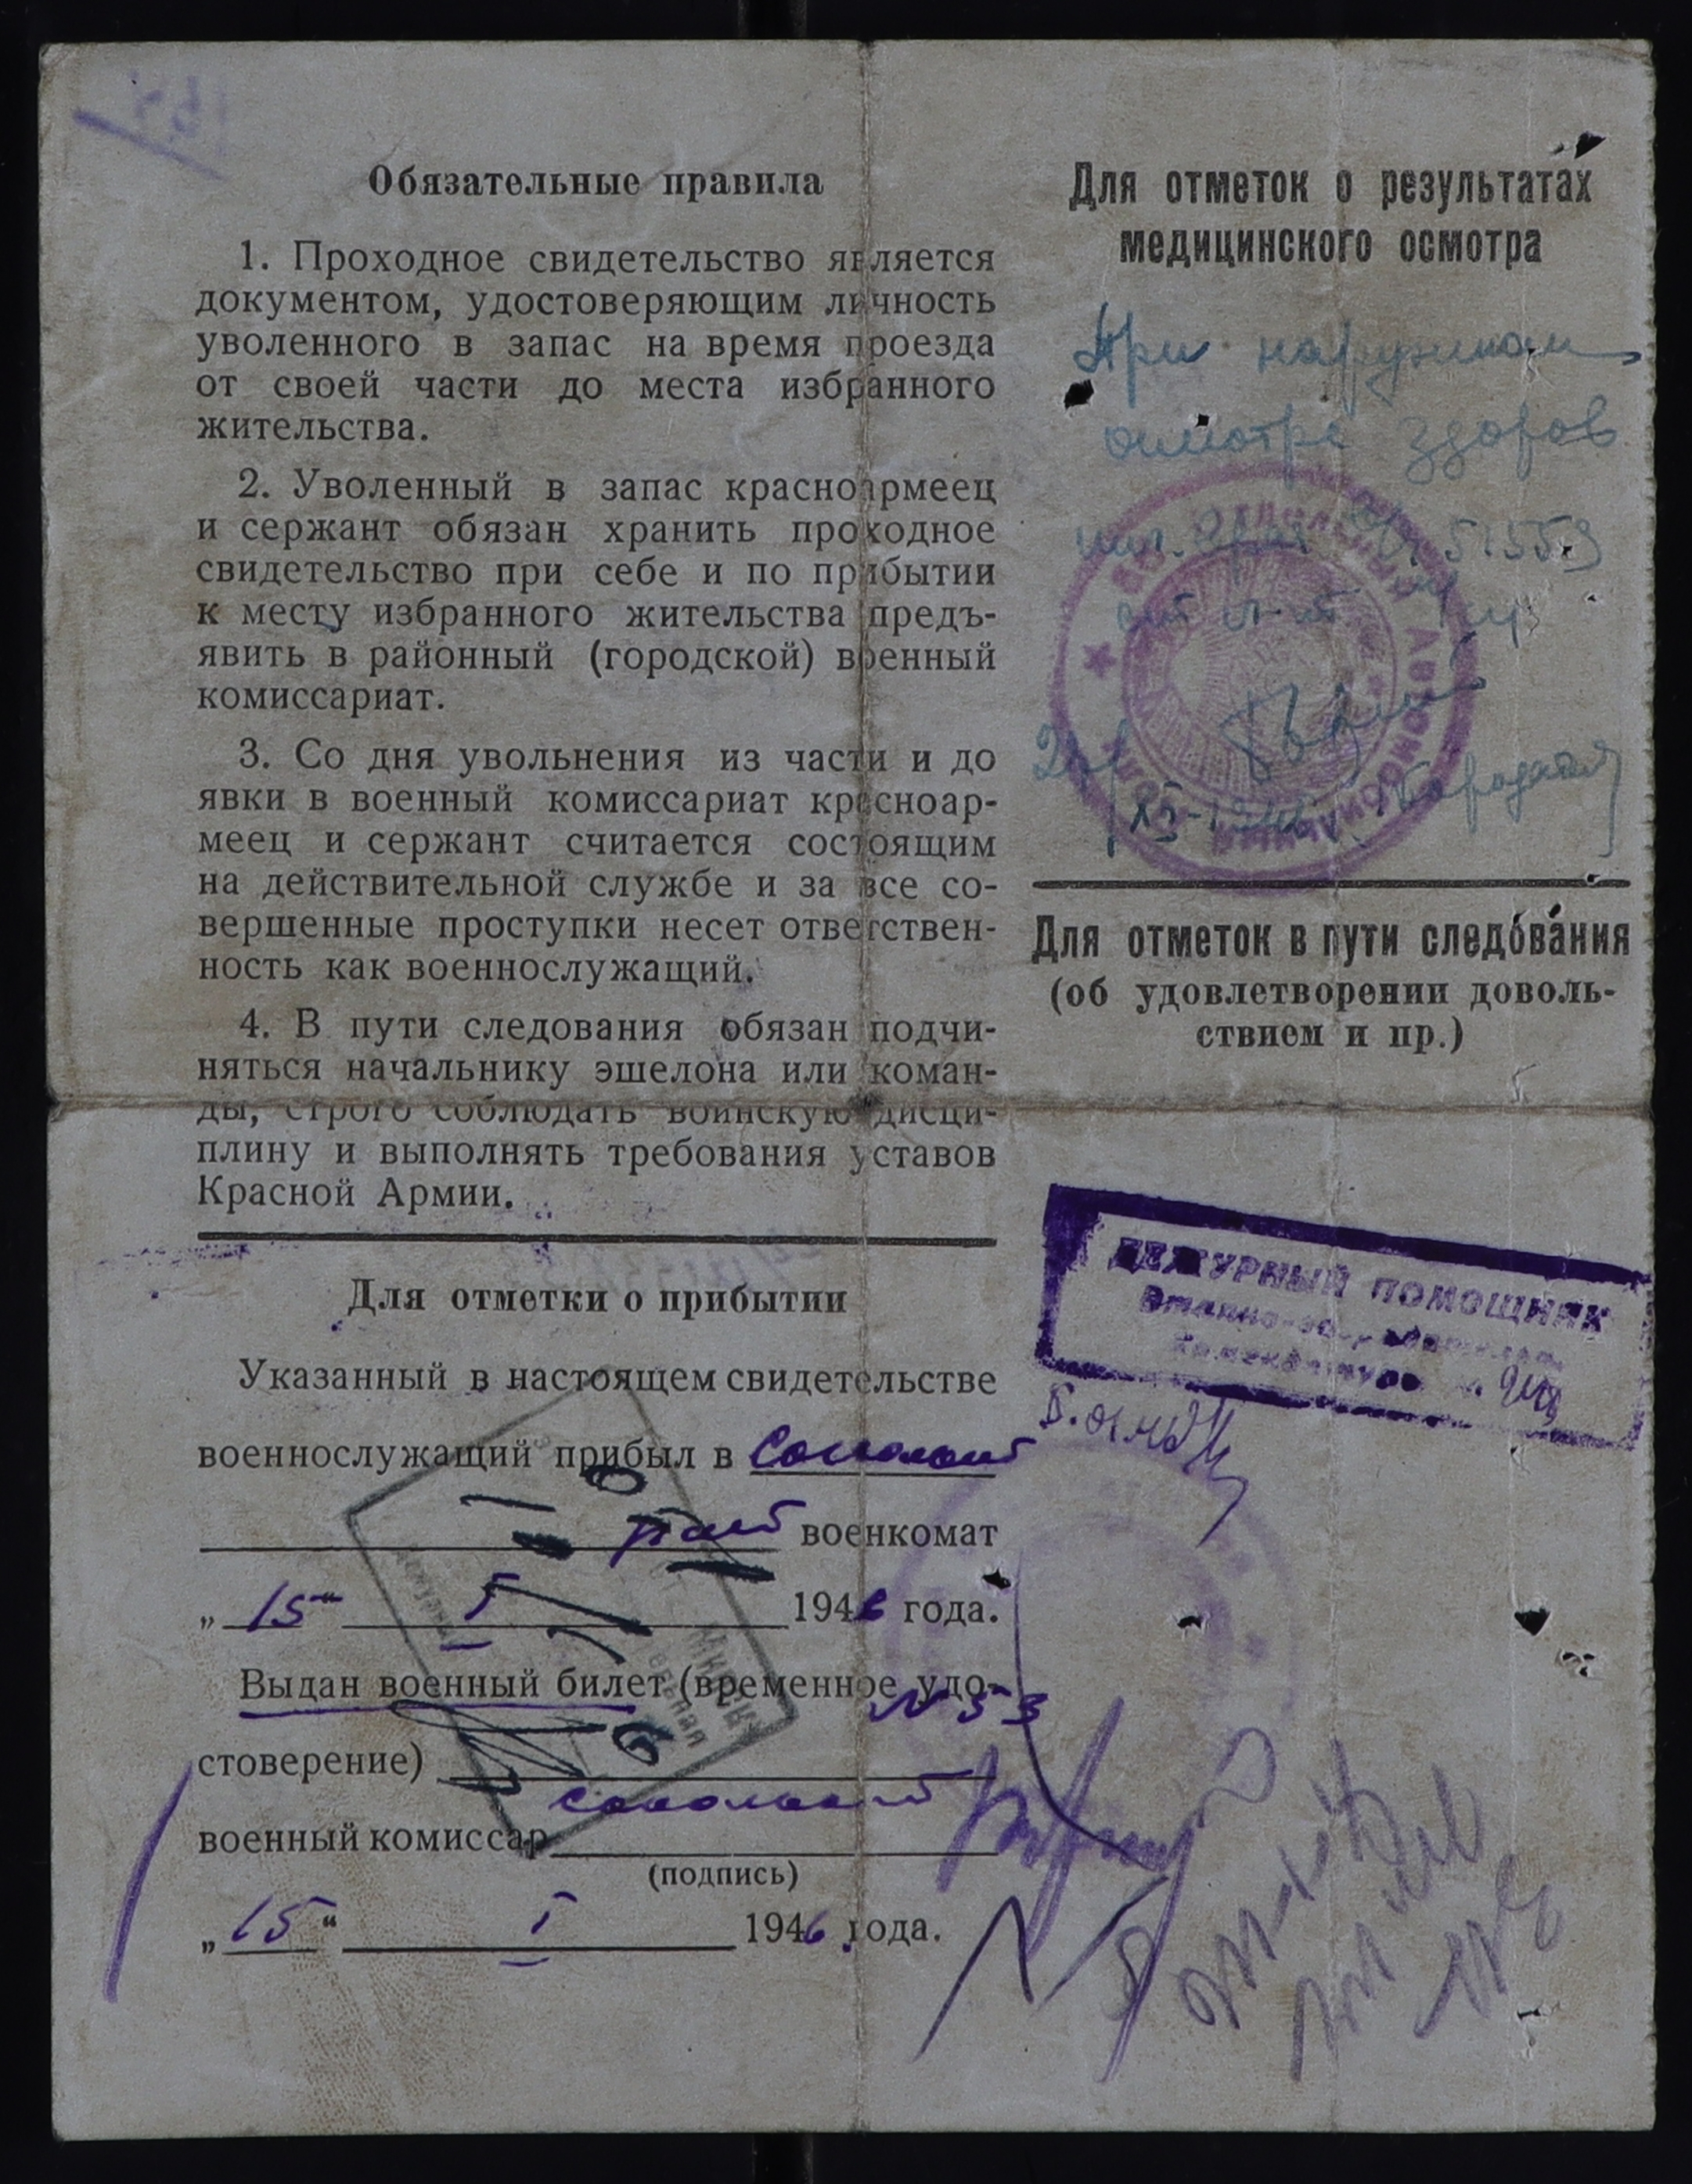 Обязательные правила
1. Проходное свидетельство является
документом, удостоверяющим личность
уволенного в запас на время проезда
от своей части до места избранного
жительства.
2. Уволенный в запас красноармеец
и сержант обязан хранить проходное
свидетельство при себе и по прибытии
к месту избранного жительства предъ-
явить в районный (городской) военный
комиссариат.
3. Со дня увольнения из части и до
явки в военный комиссариат красноар-
меец и сержант считается состоящим
на действительной службе и за все со-
вершенные проступки несет ответствен-
ность как военнослужащий.
4. В пути следования обязан подчи-
няться начальнику эшелона или коман-
ды, строго соблюдать воинскую дисци-
плину и выполнять требования уставов
Красной Армии.
Для отметки о прибытии
Указанный в настоящем свидетельстве
военнослужащий прибыл в
военкомат
„15“ I 1946 года.
Выдан военный билет (временное удо-
N 53
стоверение)
военный комиссар
(подпись)
„15“ I 1946 года.
Для отметок о результатах
медицинского осмотра
При наружном
осмотре здоров
51553
Для отметок в пути следования
(об удовлетворении доволь-
ствием и пр.)
ДЕЖУРНЫЙ ПОМОЩНИК